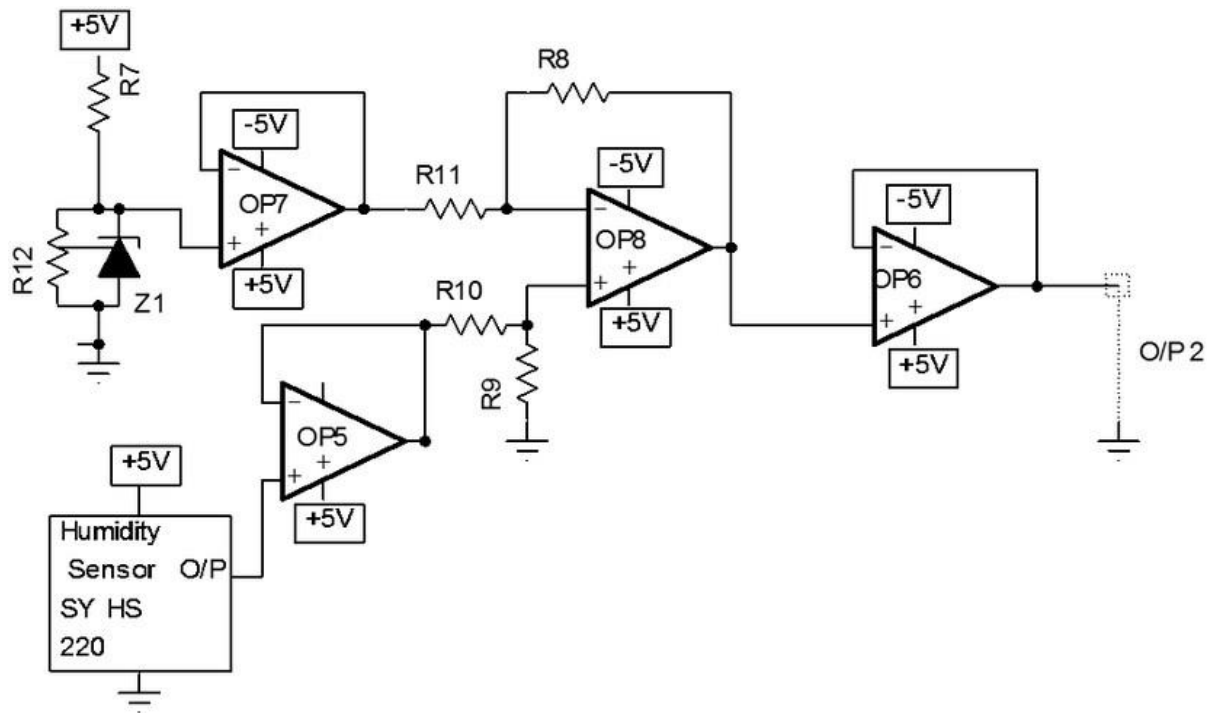 +5V
R7
R8
-5V
R11
-5V
-5V
−
OP7
+
+
−
OP8
+
+
−
OP6
+
+
R12
Z1
+5V
R10
+5V
+5V
O/P 2
−
OP5
+
+
R9
+5V
+5V
Humidity
Sensor O/P
SY HS
220